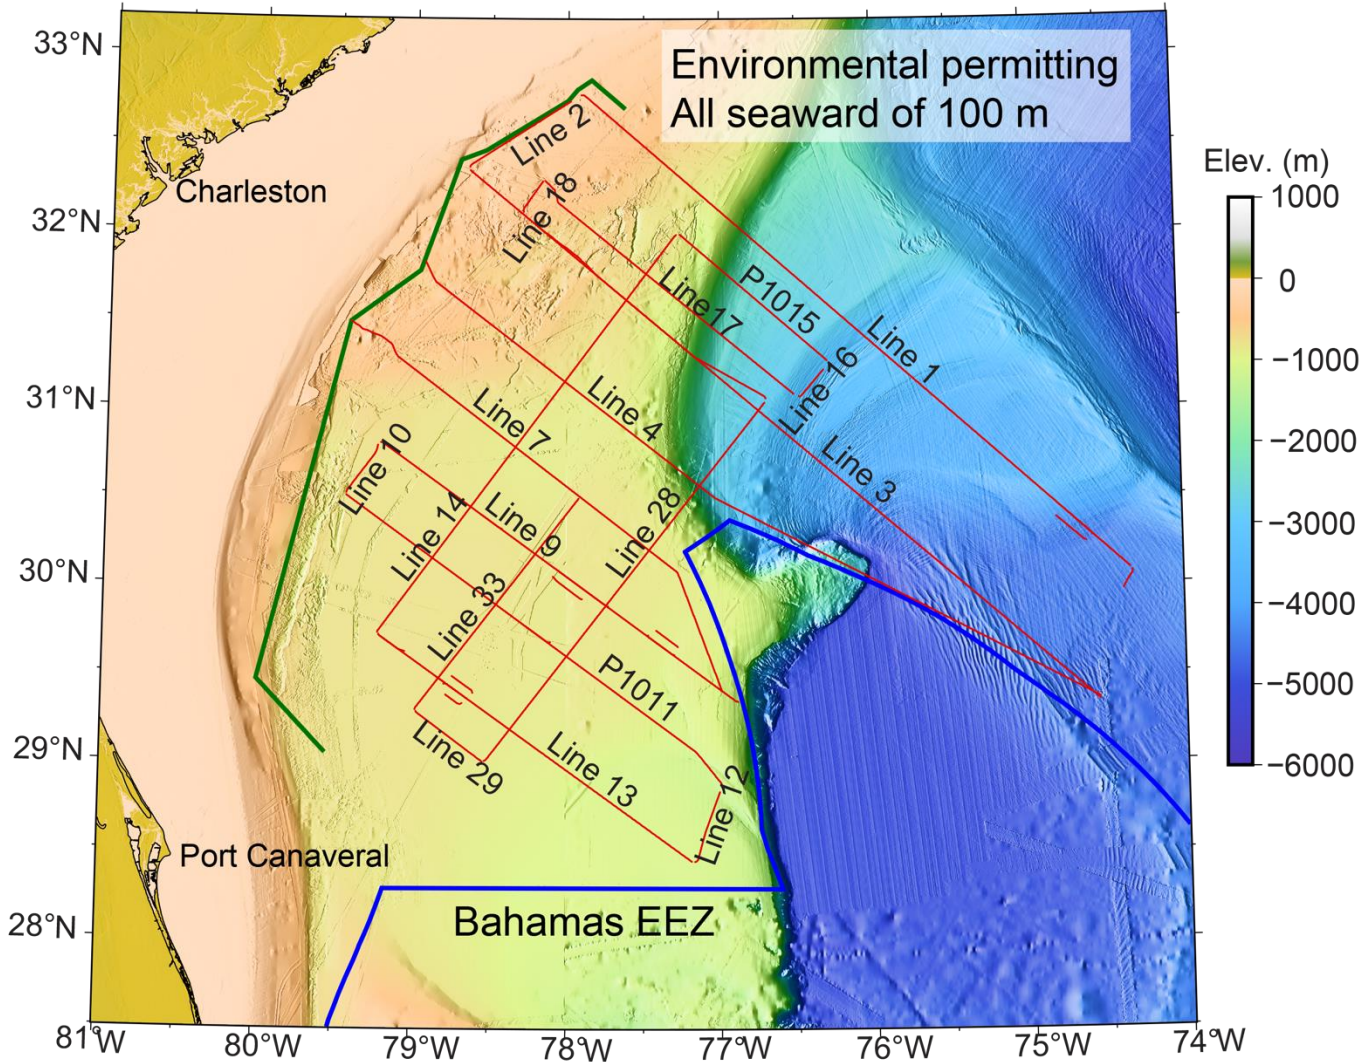 33°N
Environmental permitting
All seaward of 100 m
Line 2
Elev. (m)
Charleston
1000
32°N
Line 18
0
Line17
P1015
Line 1
−1000
31°N
Line 16
Line 4
Line 7
−2000
Line 10
Line 3
−3000
Line 14
Line 9
Line 28
30°N
−4000
Line 33
−5000
P1011
29°N
−6000
Line 29
Line 13
Line 12
Port Canaveral
28°N
Bahamas EEZ
81°W
80°W
79°W
78°W
77°W
76°W
75°W
74°W